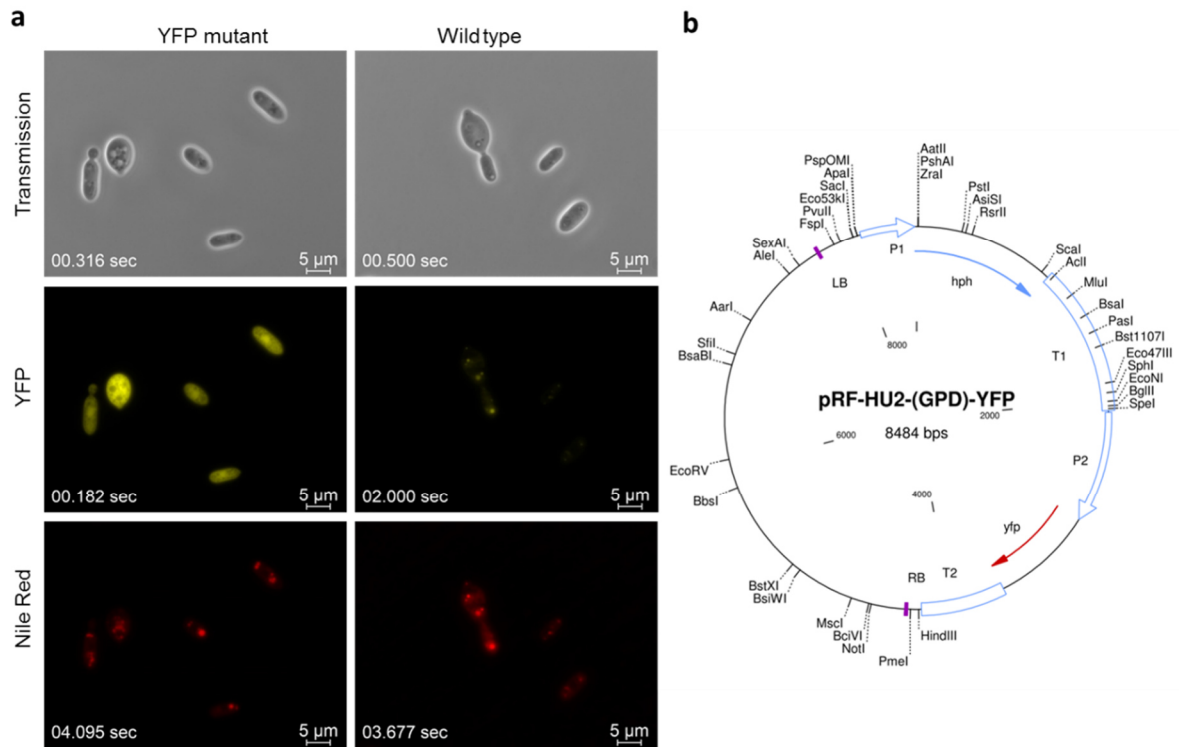 a
YFP mutant
Wild type
Transmission
00.316 sec
5 µm
00.500 sec
5 µm
YFP
00.182 sec
5 µm
02.000 sec
5 µm
Nile Red
04.095 sec
5 µm
03.677 sec
5 µm
b
AatII
PshAI
ZraI
PstI
AsiSI
RsrII
ScaI
AclI
MluI
BsaI
PasI
Bst1107I
Eco47III
SphI
EcoNI
BglII
SpeI
PspOMI
ApaI
SacI
Eco53kI
PvuII
FspI
SexAI
AleI
AarI
SfiI
BsaBI
EcoRV
BbsI
BstXI
BsiWI
MscI
BciVI
NotI
PmeI
HindIII
LB
P1
hph
T1
P2
yfp
T2
RB
8000
I
2000
4000
6000
pRF-HU2-(GPD)-YFP
8484 bps